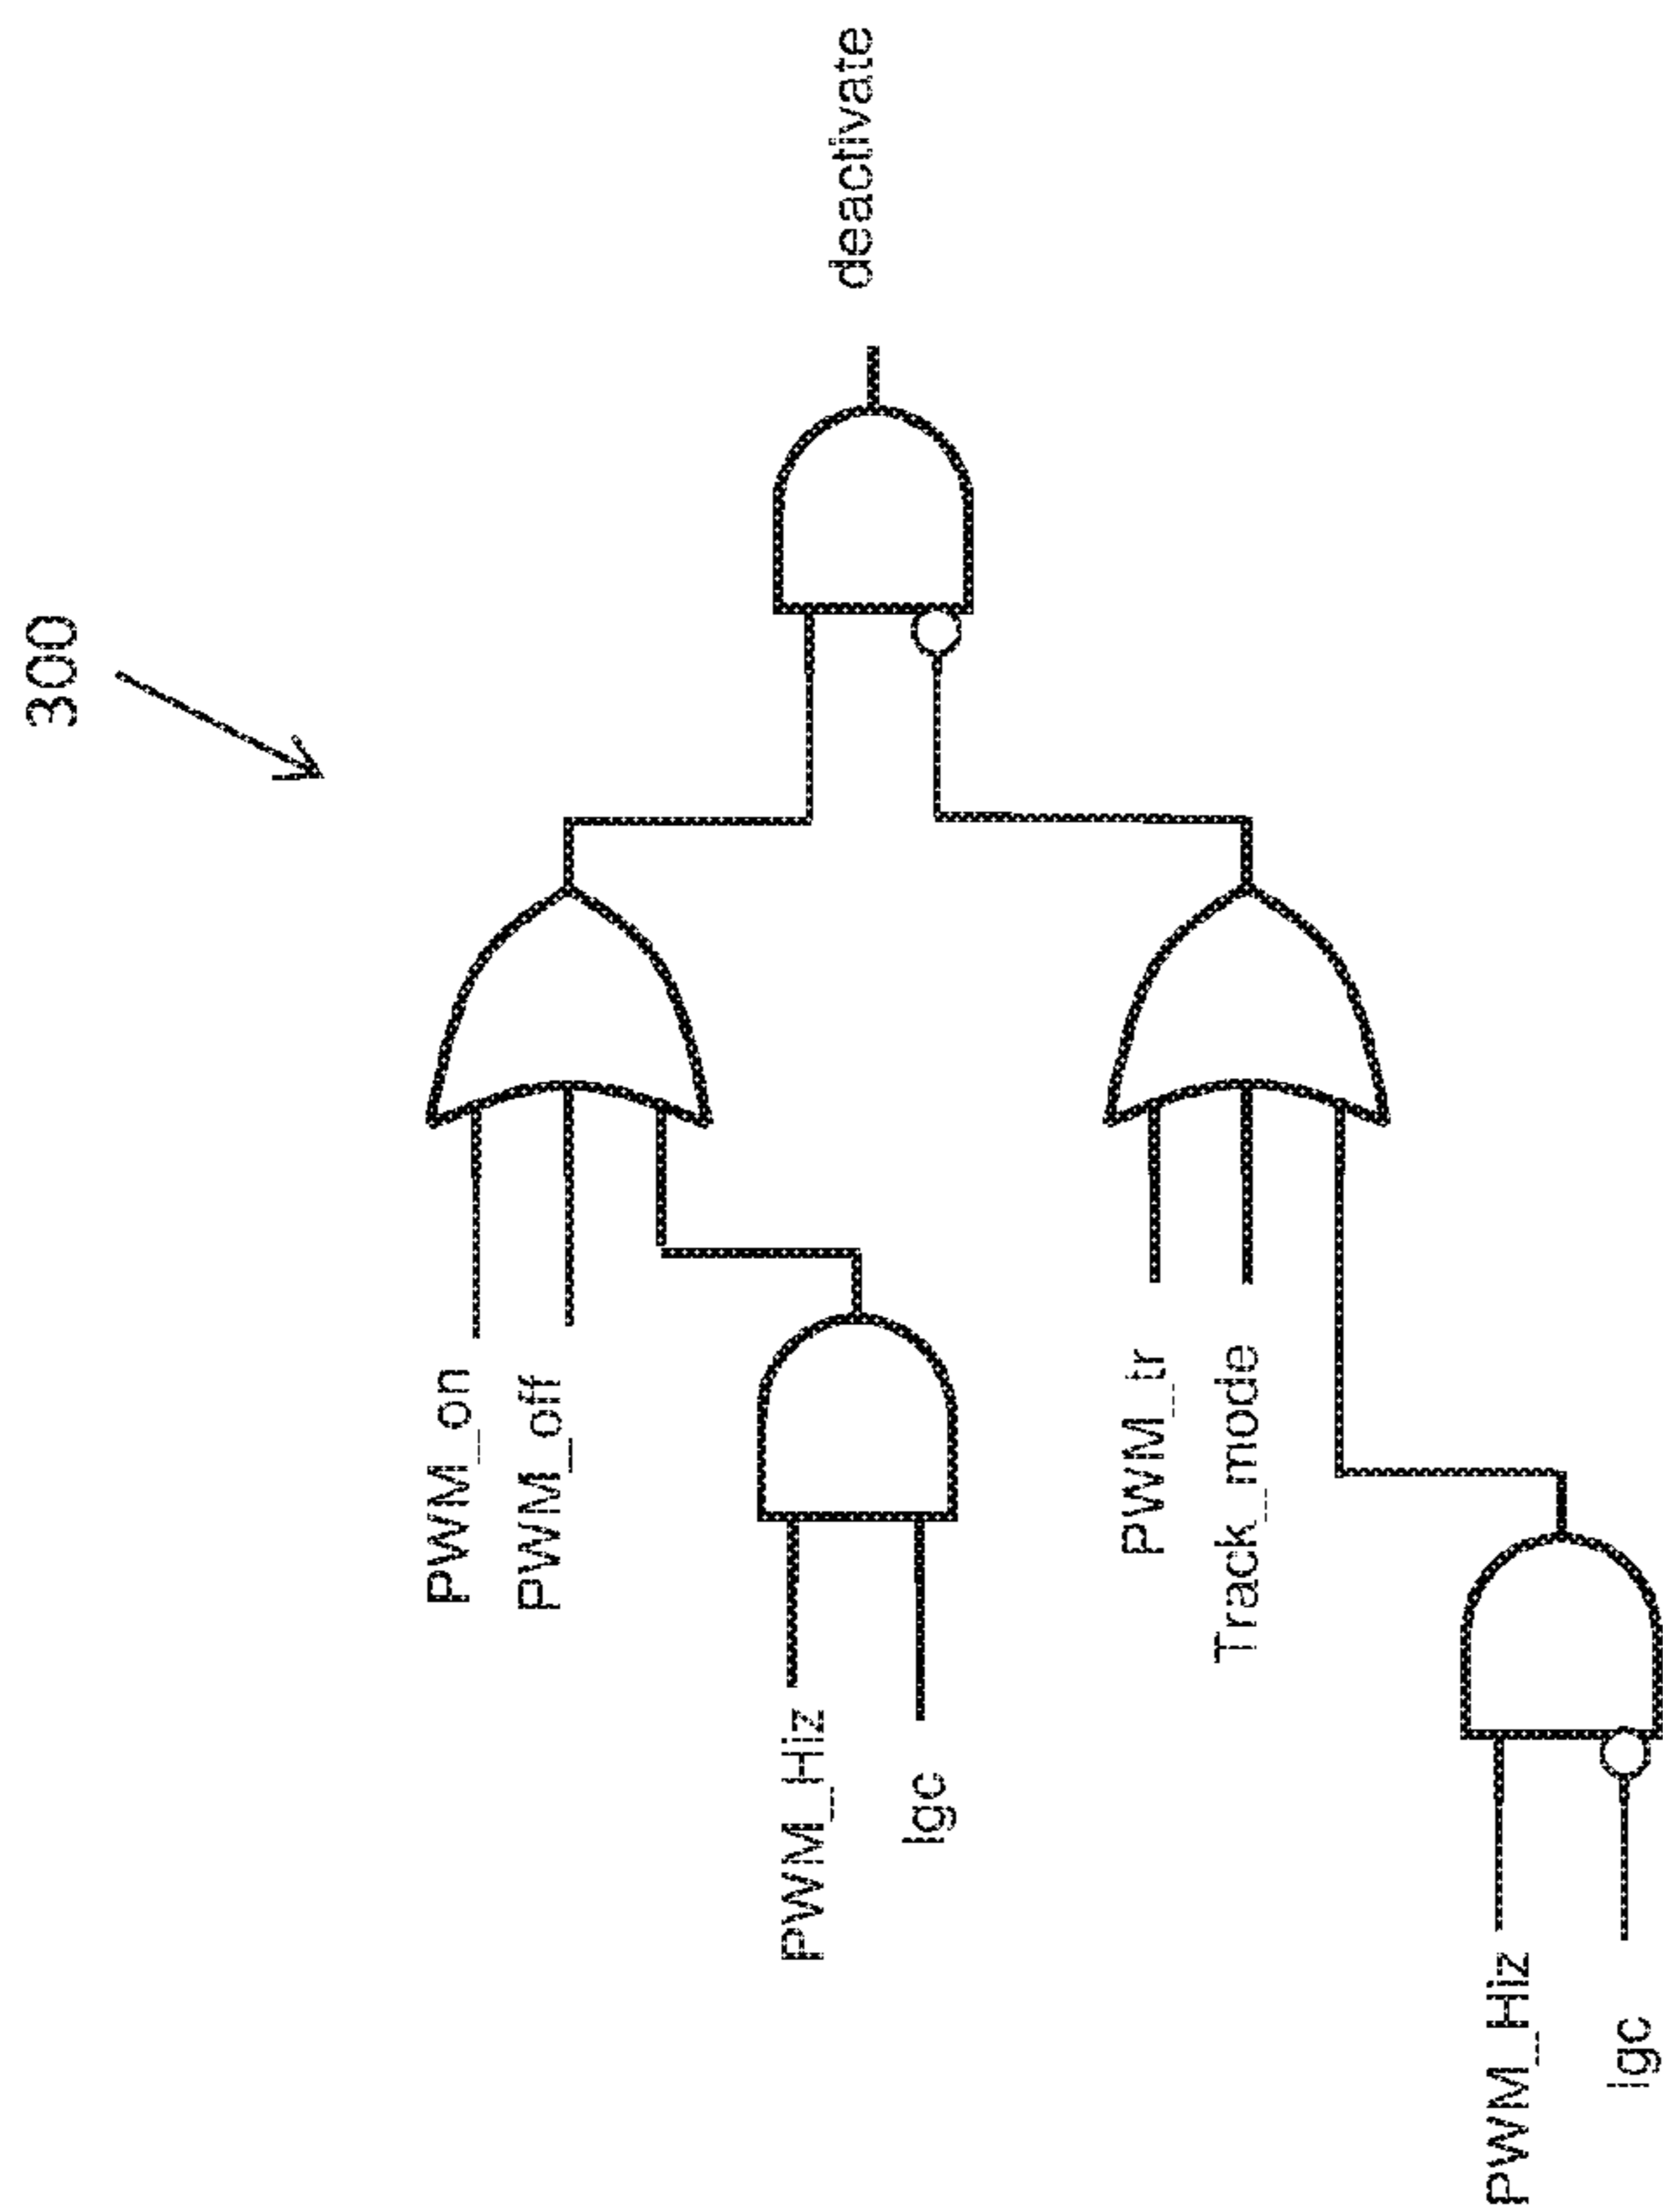 300
PWM_on
PWM_off
PWM_Hiz
lgc
PWM_tr
Track_mode
PWM_Hiz
lgc
deactivate